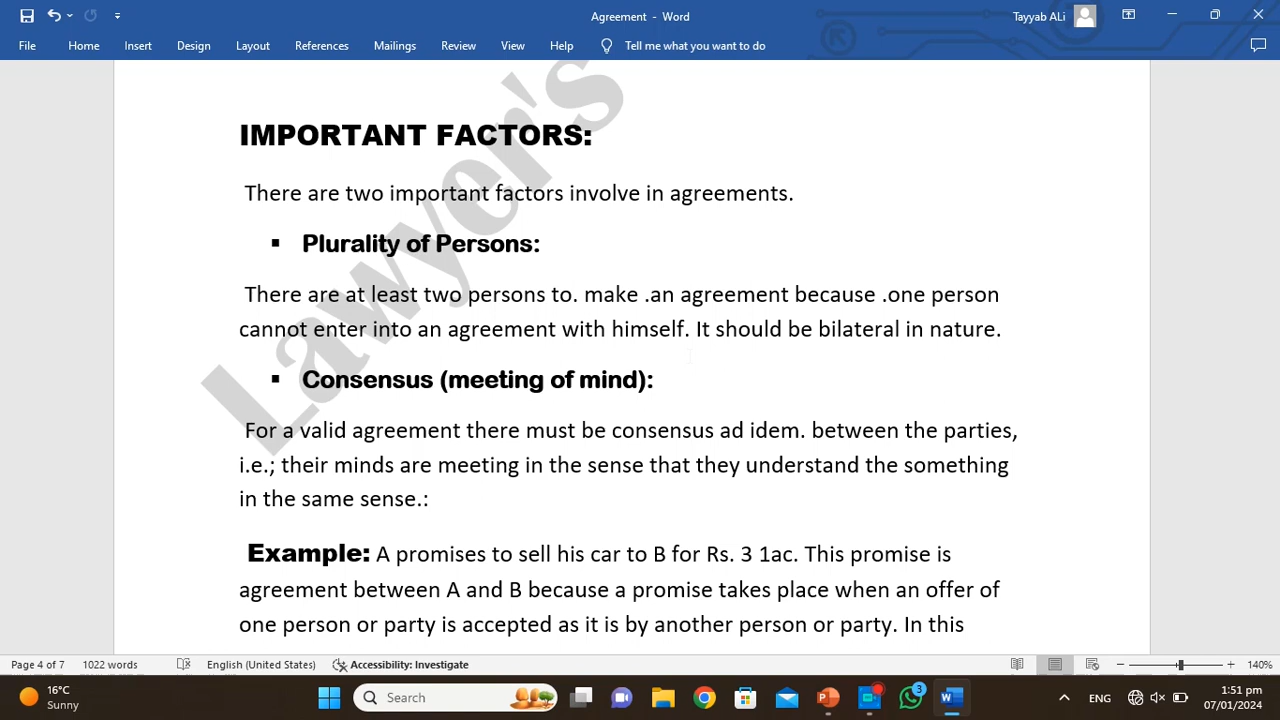 Agreement - Word
Tayyab ALi
File Home Insert Design Layout References Mailings Review View Help Tell me what you want to do
Lawyer's
IMPORTANT FACTORS:
There are two important factors involve in agreements.
▪ Plurality of Persons:
There are at least two persons to. make .an agreement because .one person
cannot enter into an agreement with himself. It should be bilateral in nature.
▪ Consensus (meeting of mind):
For a valid agreement there must be consensus ad idem. between the parties,
i.e.; their minds are meeting in the sense that they understand the something
in the same sense.:
Example: A promises to sell his car to B for Rs. 3 1ac. This promise is
agreement between A and B because a promise takes place when an offer of
one person or party is accepted as it is by another person or party. In this
Page 4 of 7 1022 words English (United States) Accessibility: Investigate 140%
16°C
Sunny
Search
3
ENG
1:51 pm
07/01/2024